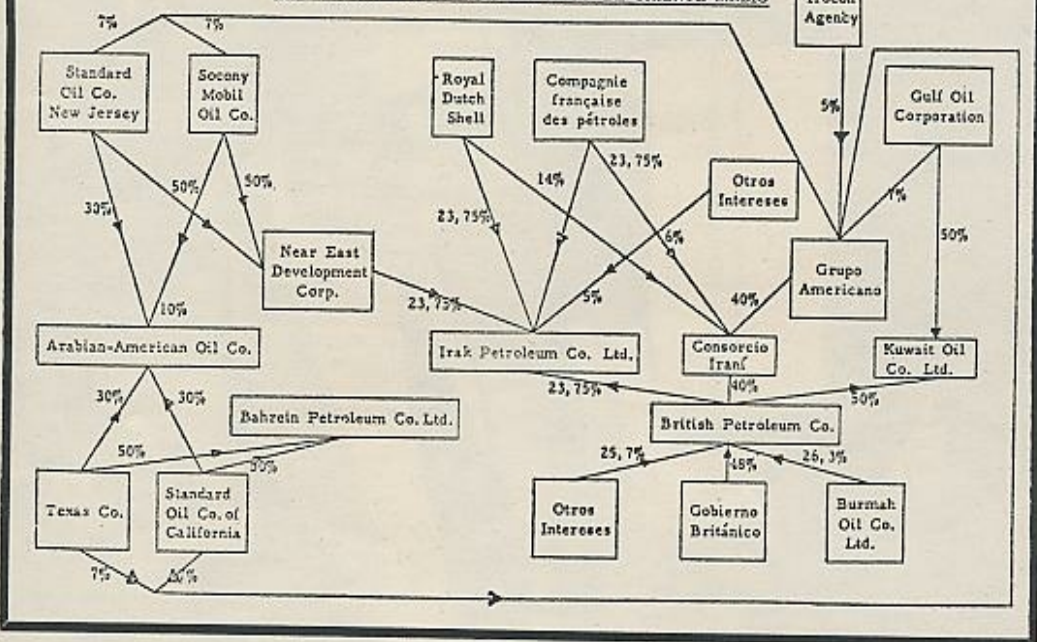 Agency
7%
7%
Standard
Oil Co.
New Jersey
Socony
Mobil
Oil Co.
Royal
Dutch
Shell
Compagnie
française
des pétroles
5%
Gulf Oil
Corporation
Otros
Intereses
30%
50%
50%
23,75%
14%
23,75%
6%
7%
50%
Near East
Development
Corp.
23,75%
5%
40%
Grupo
Americano
10%
Arabian-American Oil Co.
Irak Petroleum Co. Ltd.
Consorcio
Iraní
Kuwait Oil
Co. Ltd.
23,75%
40%
50%
30%
30%
Bahrein Petroleum Co. Ltd.
British Petroleum Co.
50%
50%
25,7%
48%
26,3%
Texas Co.
Standard
Oil Co. of
California
Otros
Intereses
Gobierno
Británico
Burmah
Oil Co.
Ltd.
7%
7%